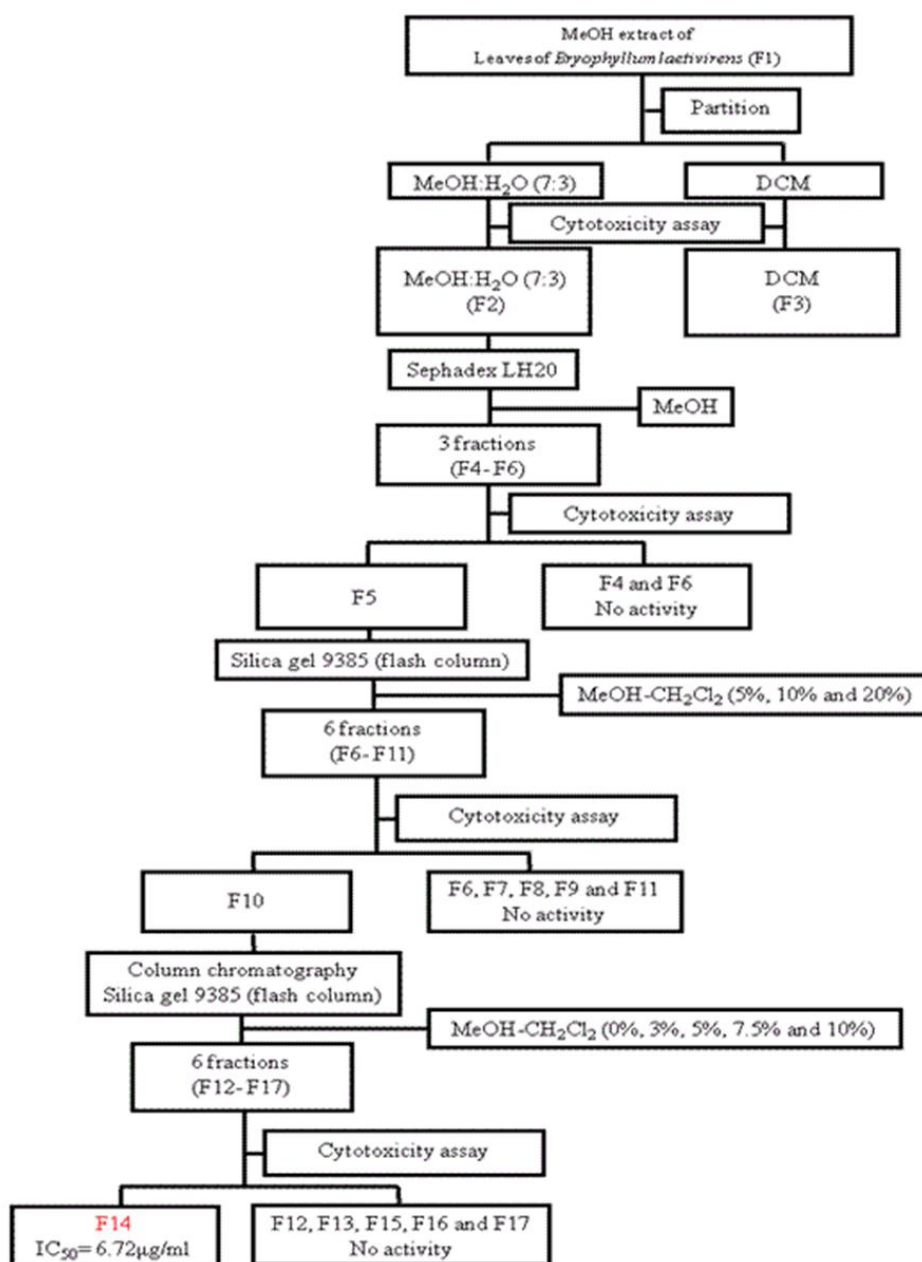 MeOH extract of
Leaves of Bryophyllum laetivirens (F1)
Partition
MeOH:H₂O (7:3)
DCM
Cytotoxicity assay
MeOH:H₂O (7:3)
(F2)
DCM
(F3)
Sephadex LH20
MeOH
3 fractions
(F4-F6)
Cytotoxicity assay
F5
F4 and F6
No activity
Silica gel 9385 (flash column)
MeOH-CH₂Cl₂ (5%, 10% and 20%)
6 fractions
(F6-F11)
Cytotoxicity assay
F10
F6, F7, F8, F9 and F11
No activity
Column chromatography
Silica gel 9385 (flash column)
MeOH-CH₂Cl₂ (0%, 3%, 5%, 7.5% and 10%)
6 fractions
(F12-F17)
Cytotoxicity assay
F14
IC₅₀= 6.72µg/ml
F12, F13, F15, F16 and F17
No activity